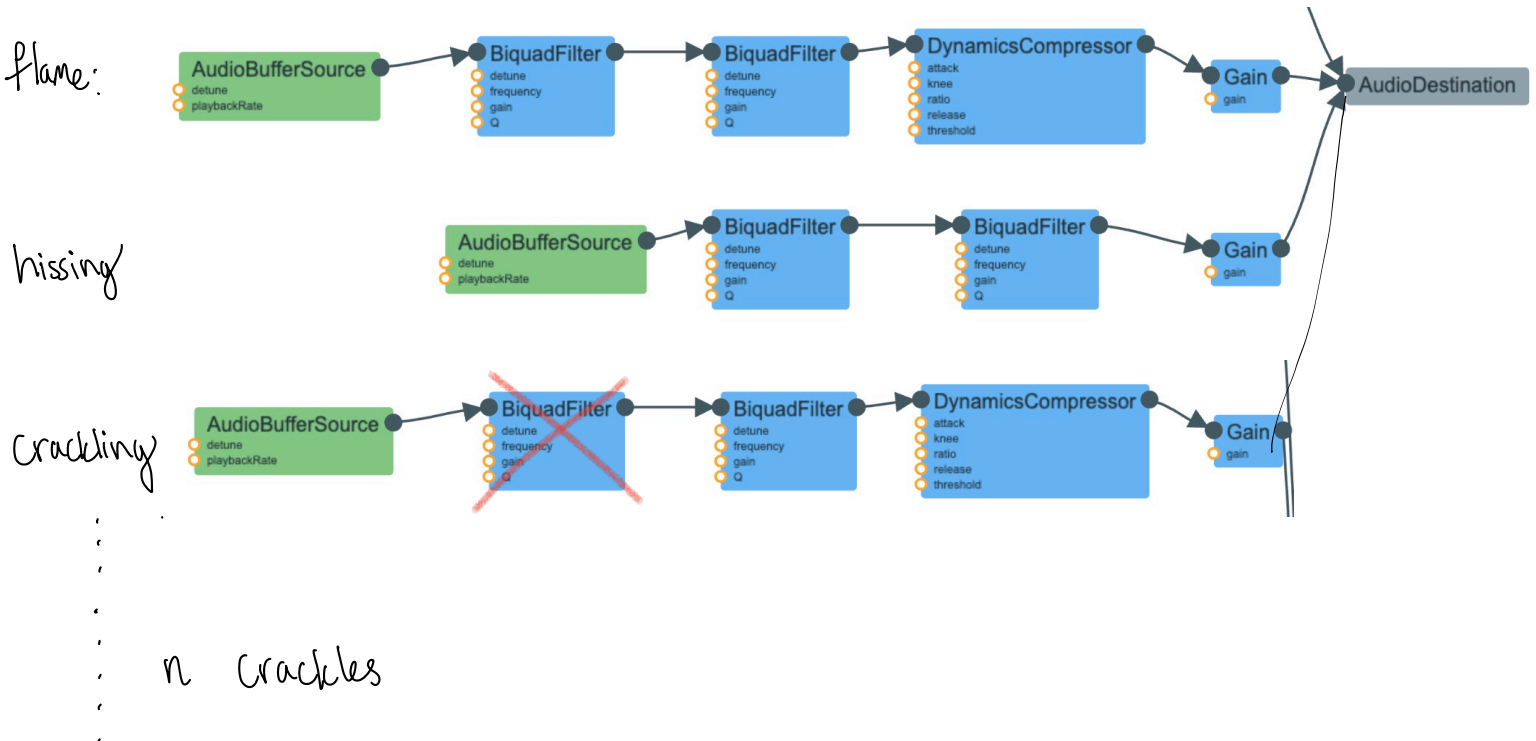 flame:
AudioBufferSource
detune
playbackRate
BiquadFilter
detune
frequency
gain
Q
BiquadFilter
detune
frequency
gain
Q
DynamicsCompressor
attack
knee
ratio
release
threshold
Gain
gain
AudioDestination
hissing
AudioBufferSource
detune
playbackRate
BiquadFilter
detune
frequency
gain
Q
BiquadFilter
detune
frequency
gain
Q
Gain
gain
Crackling
AudioBufferSource
detune
playbackRate
BiquadFilter
detune
frequency
gain
Q
BiquadFilter
detune
frequency
gain
Q
DynamicsCompressor
attack
knee
ratio
release
threshold
Gain
gain
n Crackles